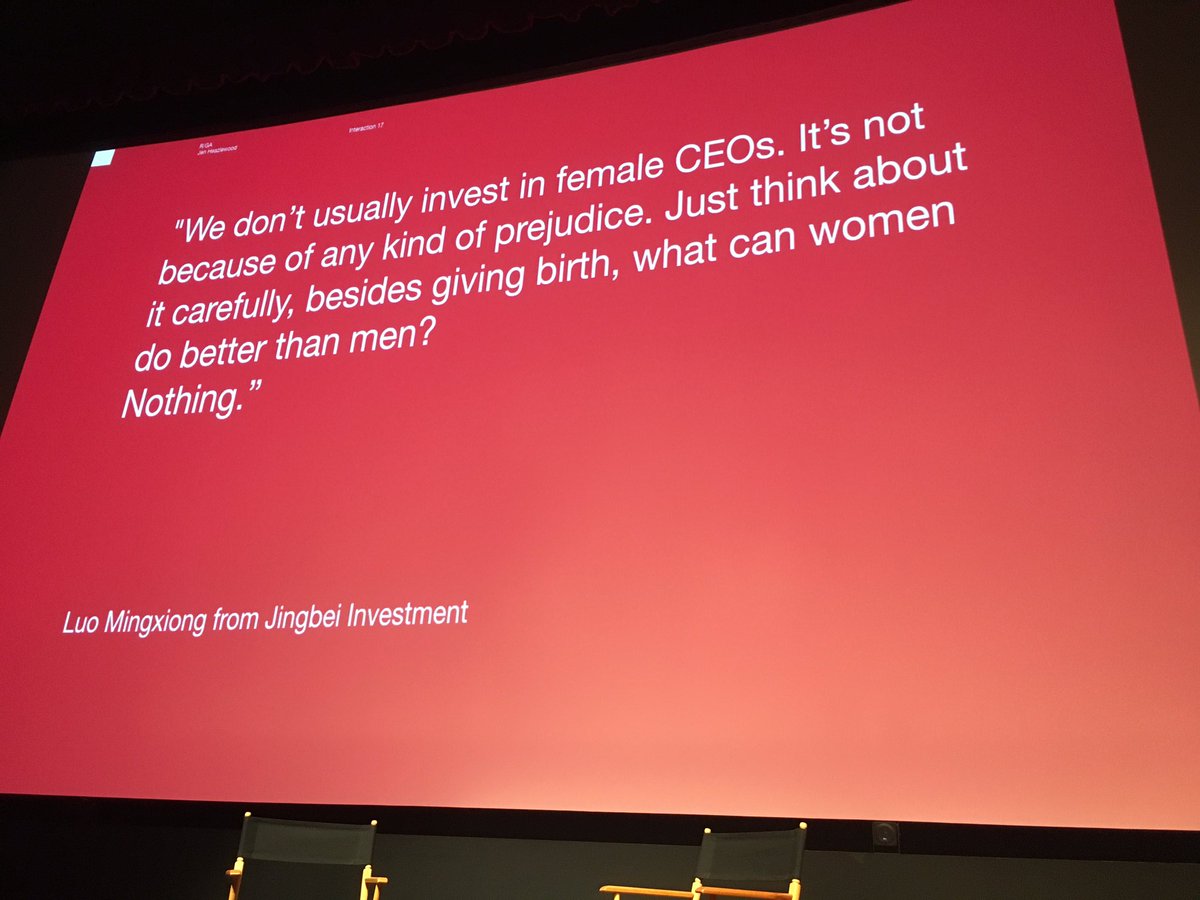 R/GA
Jen Heazlewood
Interaction 17
"We don’t usually invest in female CEOs. It’s not
because of any kind of prejudice. Just think about
it carefully, besides giving birth, what can women
do better than men?
Nothing.”
Luo Mingxiong from Jingbei Investment